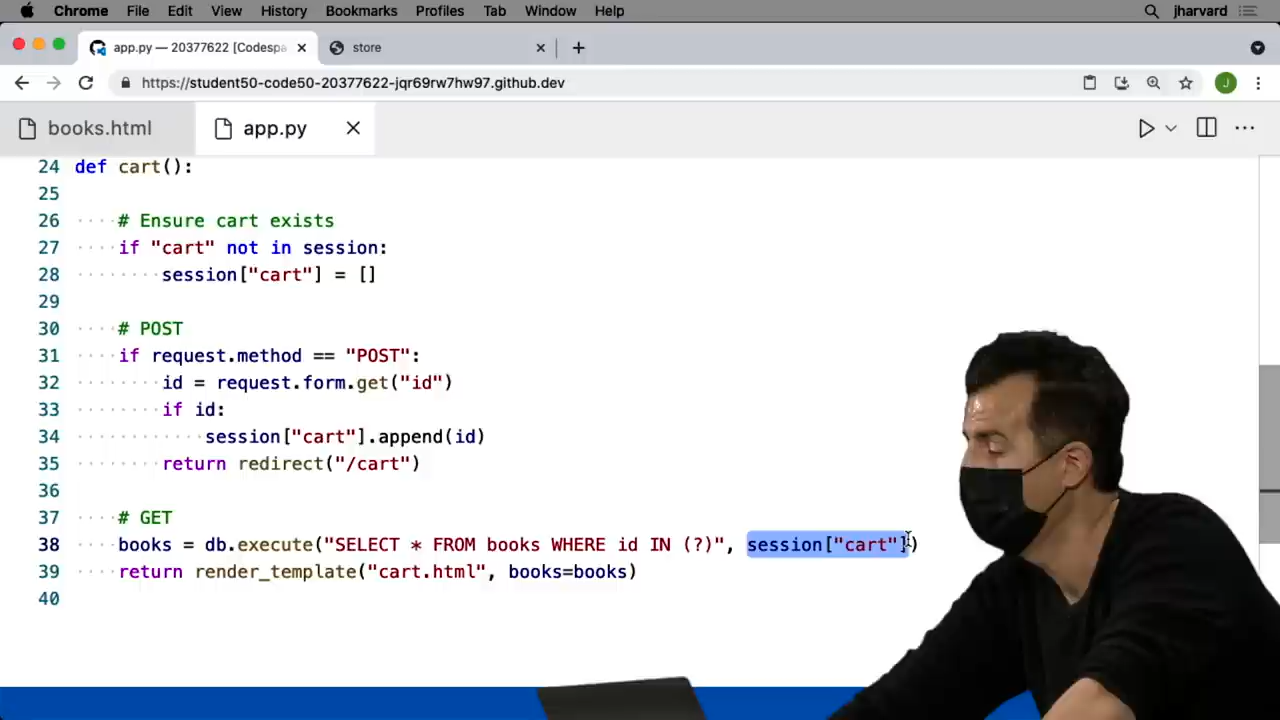 Chrome File Edit View History Bookmarks Profiles Tab Window Help jharvard
app.py — 20377622 [Codespa
store
https://student50-code50-20377622-jqr69rw7hw97.github.dev
J
books.html
app.py
24 def cart():
25
26 # Ensure cart exists
27 if "cart" not in session:
28 session["cart"] = []
29
30 # POST
31 if request.method == "POST":
32 id = request.form.get("id")
33 if id:
34 session["cart"].append(id)
35 return redirect("/cart")
36
37 # GET
38 books = db.execute("SELECT * FROM books WHERE id IN (?)", session["cart"])
39 return render_template("cart.html", books=books)
40